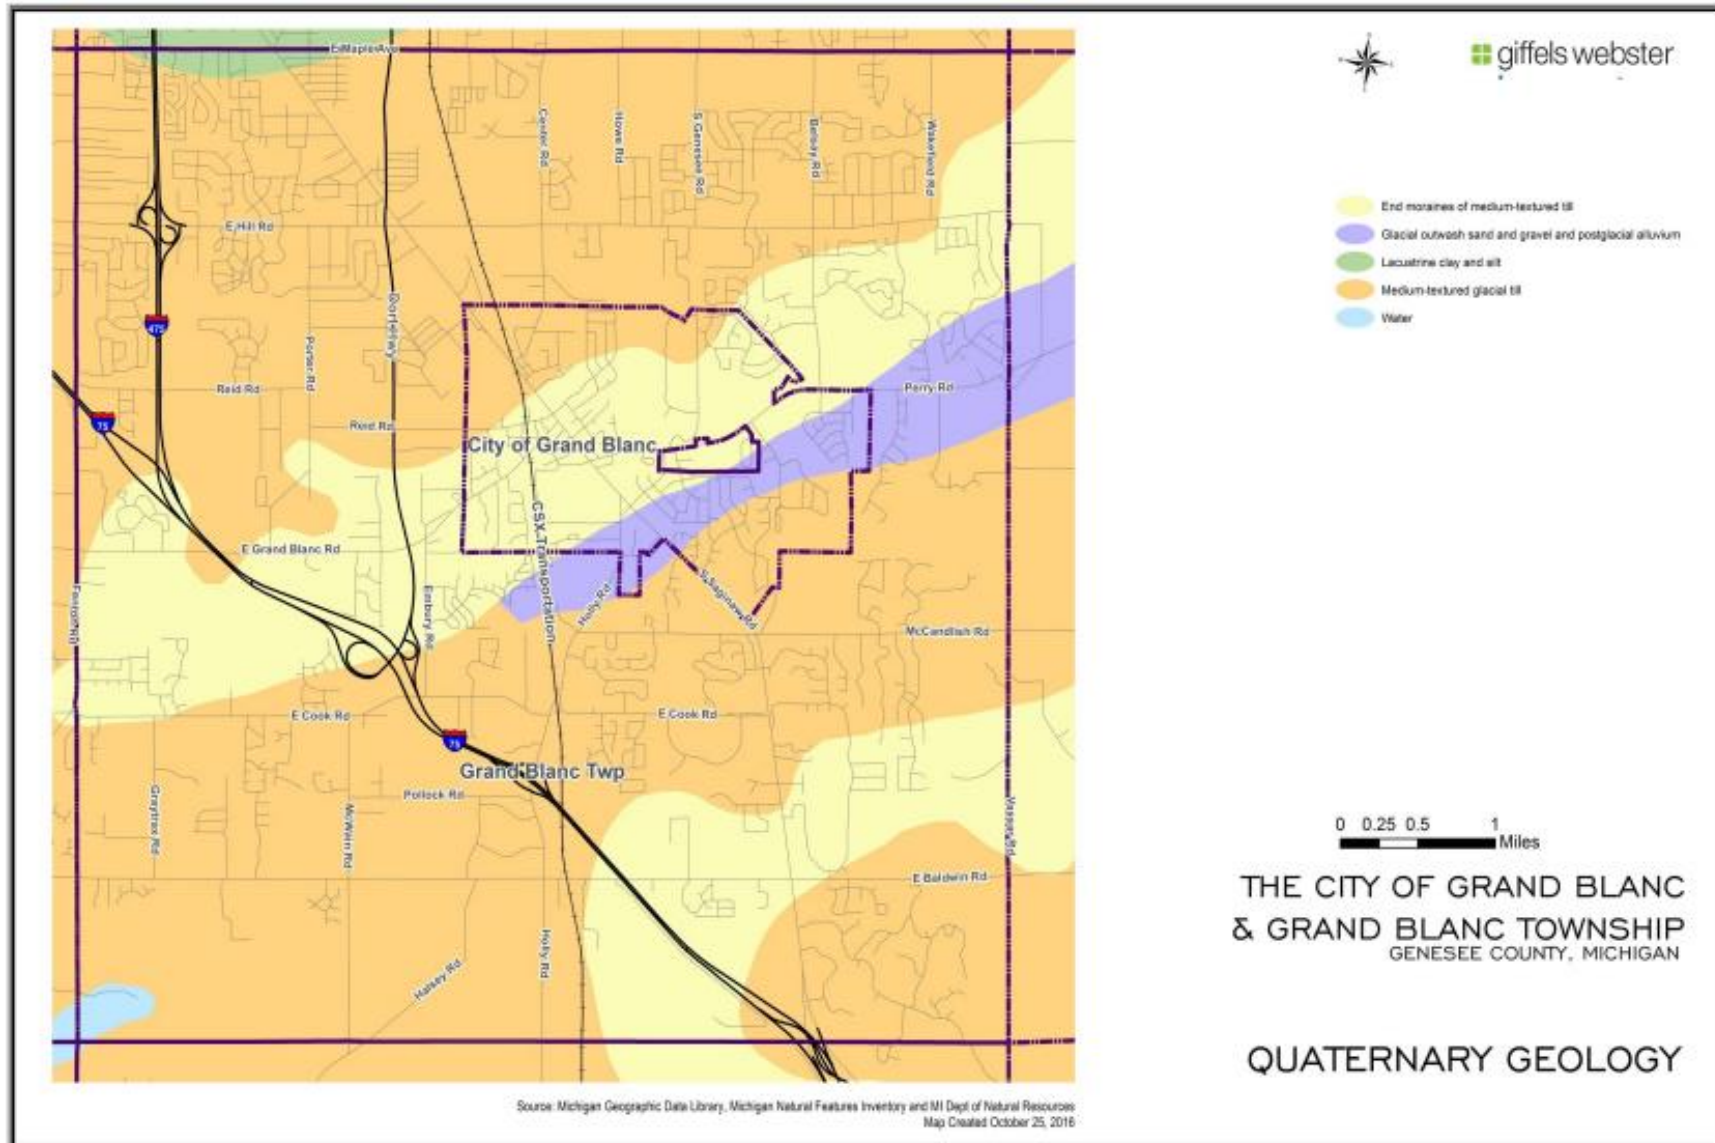 giffels webster
End moraines of medium-textured till
Glacial outwash sand and gravel and postglacial alluvium
Lacustrine clay and silt
Medium-textured glacial till
Water
E Maple Ave
Center Rd
Howe Rd
S Genesee Rd
Belsay Rd
Wakefield Rd
E Hill Rd
475
Dort Hwy
Porter Rd
Reid Rd
Perry Rd
75
Reid Rd
City of Grand Blanc
CSX Transportation
E Grand Blanc Rd
Fenton Rd
Embury Rd
Holly Rd
S Saginaw Rd
McCandlish Rd
E Cook Rd
E Cook Rd
75
Grand Blanc Twp
Pollock Rd
McWain Rd
Vassar Rd
E Baldwin Rd
Holly Rd
Halsey Rd
0 0.25 0.5 1
Miles
THE CITY OF GRAND BLANC
& GRAND BLANC TOWNSHIP
GENESEE COUNTY, MICHIGAN
QUATERNARY GEOLOGY
Source: Michigan Geographic Data Library, Michigan Natural Features Inventory and MI Dept of Natural Resources
Map Created October 25, 2016